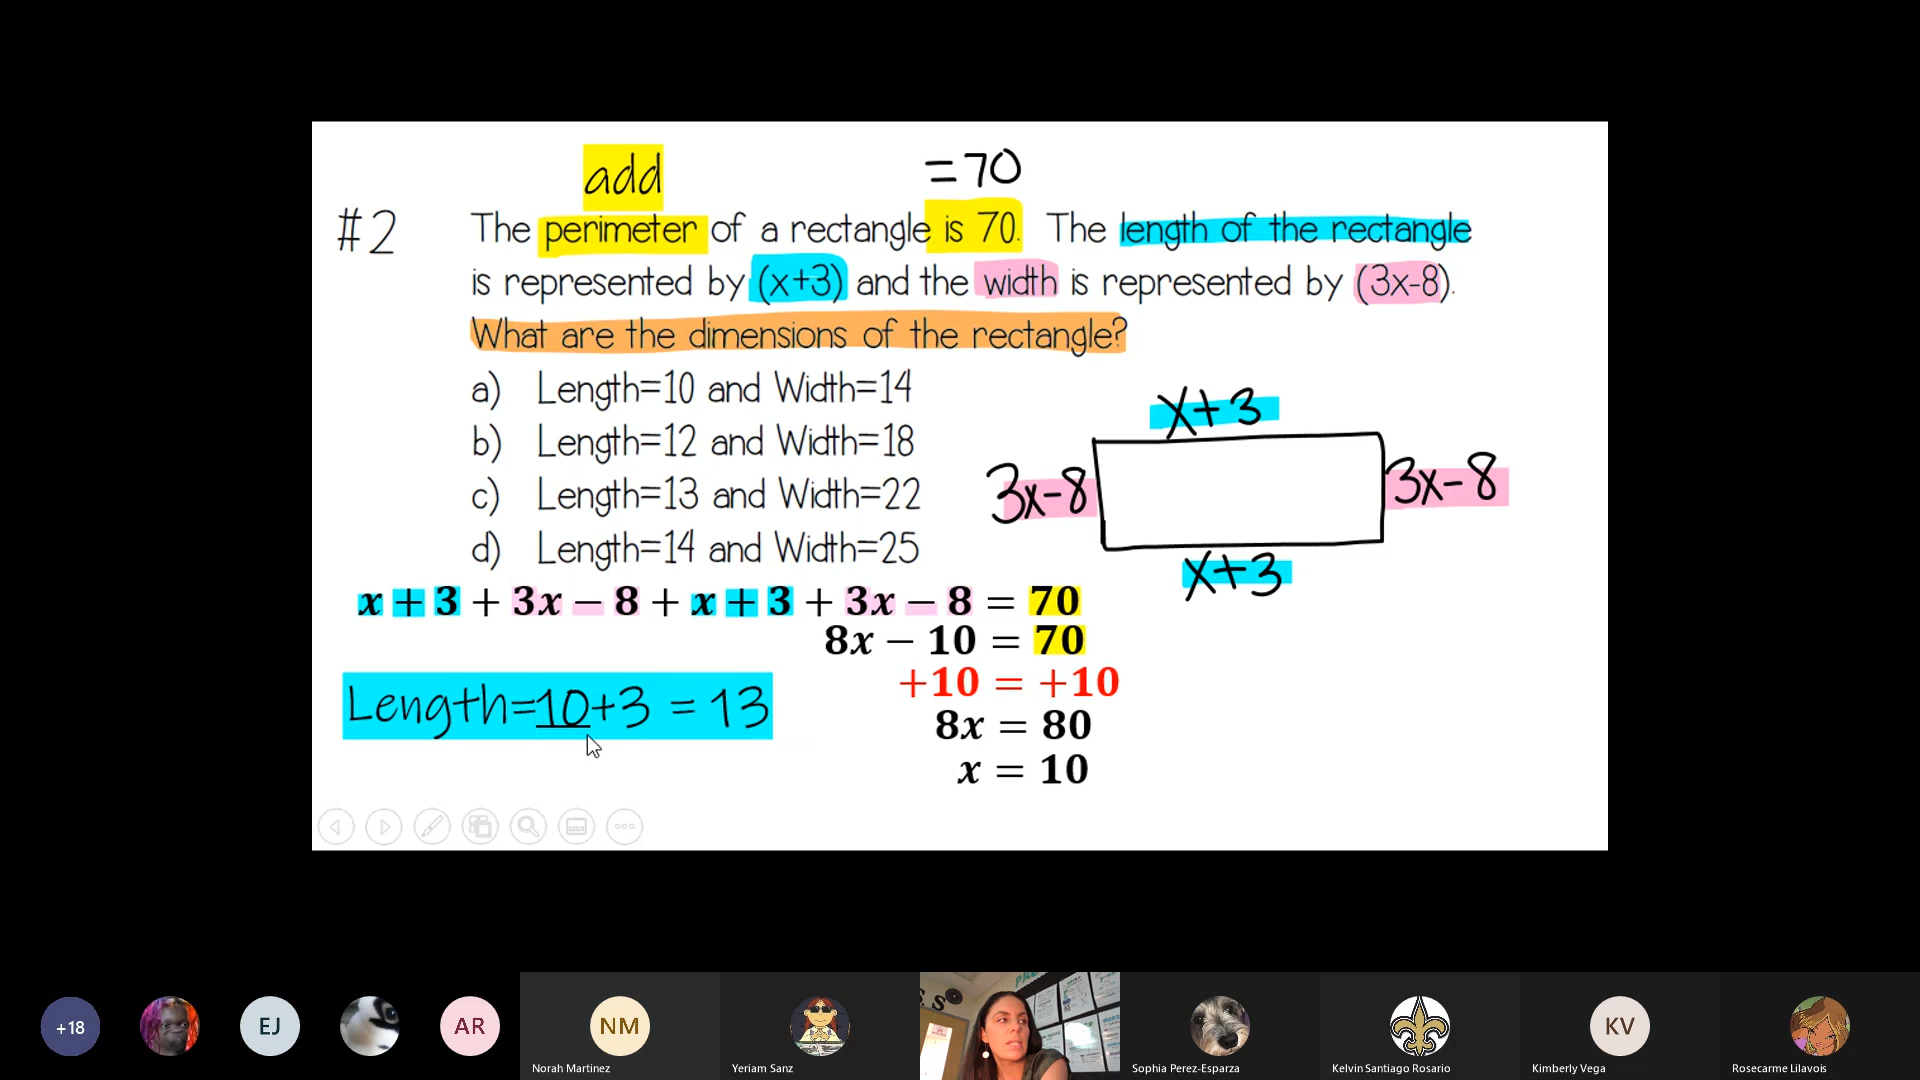 add
=70
#2 The perimeter of a rectangle is 70. The length of the rectangle
is represented by (x+3) and the width is represented by (3x-8).
What are the dimensions of the rectangle?
a) Length=10 and Width=14
b) Length=12 and Width=18
c) Length=13 and Width=22
d) Length=14 and Width=25
x+3
3x-8
3x-8
x+3
x + 3 + 3x − 8 + x + 3 + 3x − 8 = 70
8x − 10 = 70
+10 = +10
8x = 80
x = 10
Length=10+3 = 13
+18
EJ
AR
NM
KV
Norah Martinez
Yeriam Sanz
Sophia Perez-Esparza
Kelvin Santiago Rosario
Kimberly Vega
Rosecarme Lilavois